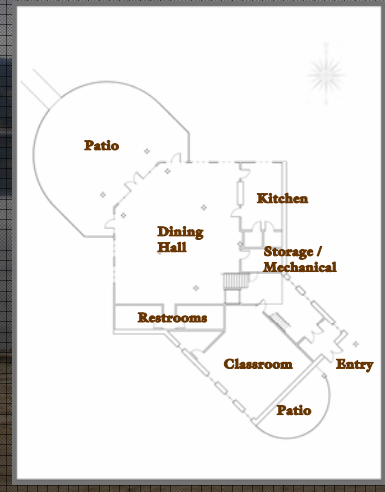 Patio
Kitchen
Dining
Hall
Storage /
Mechanical
Restrooms
Classroom
Entry
Patio